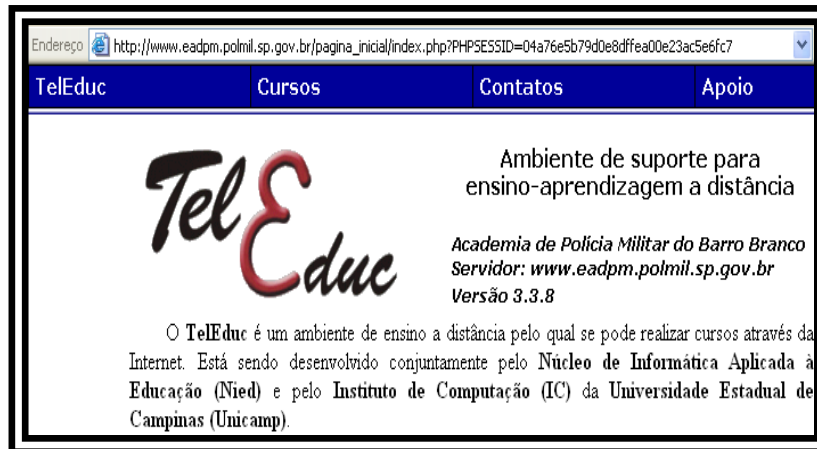 Endereço http://www.eadpm.polmil.sp.gov.br/pagina_inicial/index.php?PHPSESSID=04a76e5b79d0e8dffea00e23ac5e6fc7
TelEduc Cursos Contatos Apoio
Tel Educ
Ambiente de suporte para
ensino-aprendizagem a distância
Academia de Polícia Militar do Barro Branco
Servidor: www.eadpm.polmil.sp.gov.br
Versão 3.3.8
O TelEduc é um ambiente de ensino a distância pelo qual se pode realizar cursos através da
Internet. Está sendo desenvolvido conjuntamente pelo Núcleo de Informática Aplicada à
Educação (Nied) e pelo Instituto de Computação (IC) da Universidade Estadual de
Campinas (Unicamp).